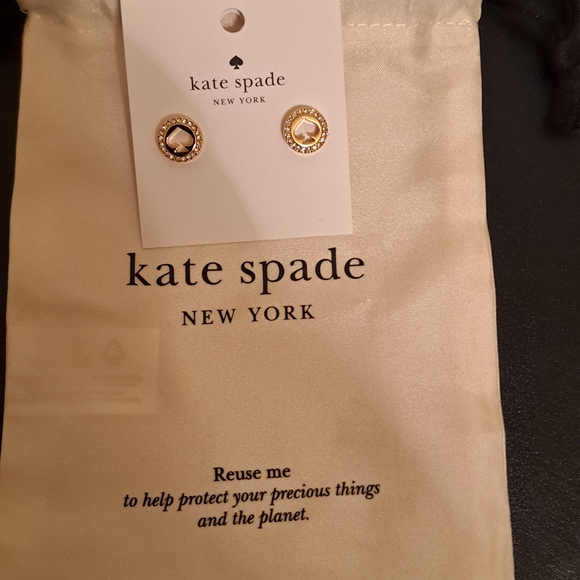 kate spade
NEW YORK
kate spade
NEW YORK
Reuse me
to help protect your precious things
and the planet.